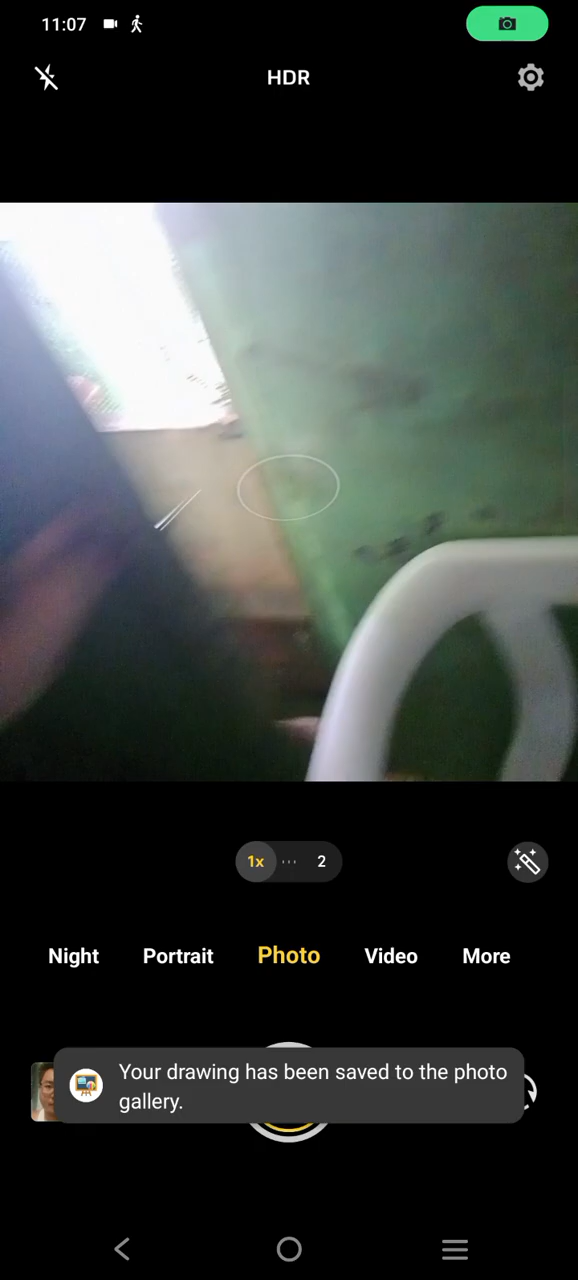 11:07
HDR
1x
2
Night Portrait Photo Video More
Your drawing has been saved to the photo
gallery.